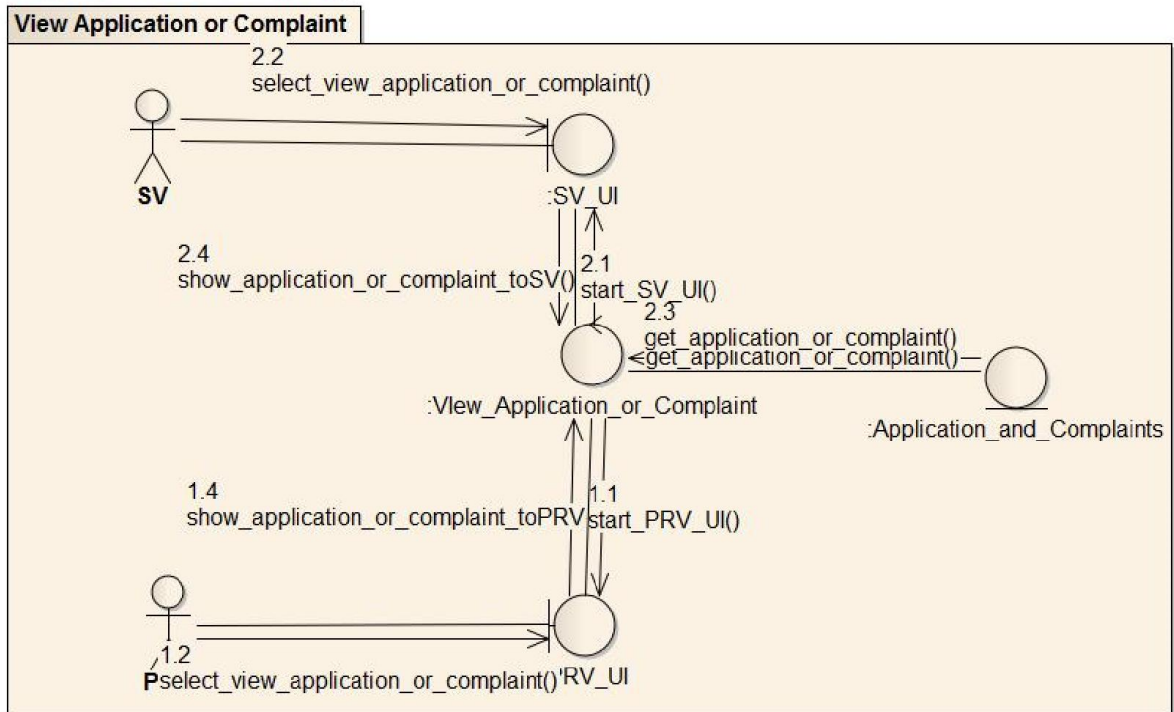 View Application or Complaint
2.2
select_view_application_or_complaint()
SV
:SV_UI
2.4
show_application_or_complaint_toSV()
2.1
start_SV_UI()
2.3
get_application_or_complaint()
get_application_or_complaint()
:VIew_Application_or_Complaint
:Application_and_Complaints
1.4
show_application_or_complaint_toPRV
1.1
start_PRV_UI()
1.2
P
select_view_application_or_complaint()
RV_UI